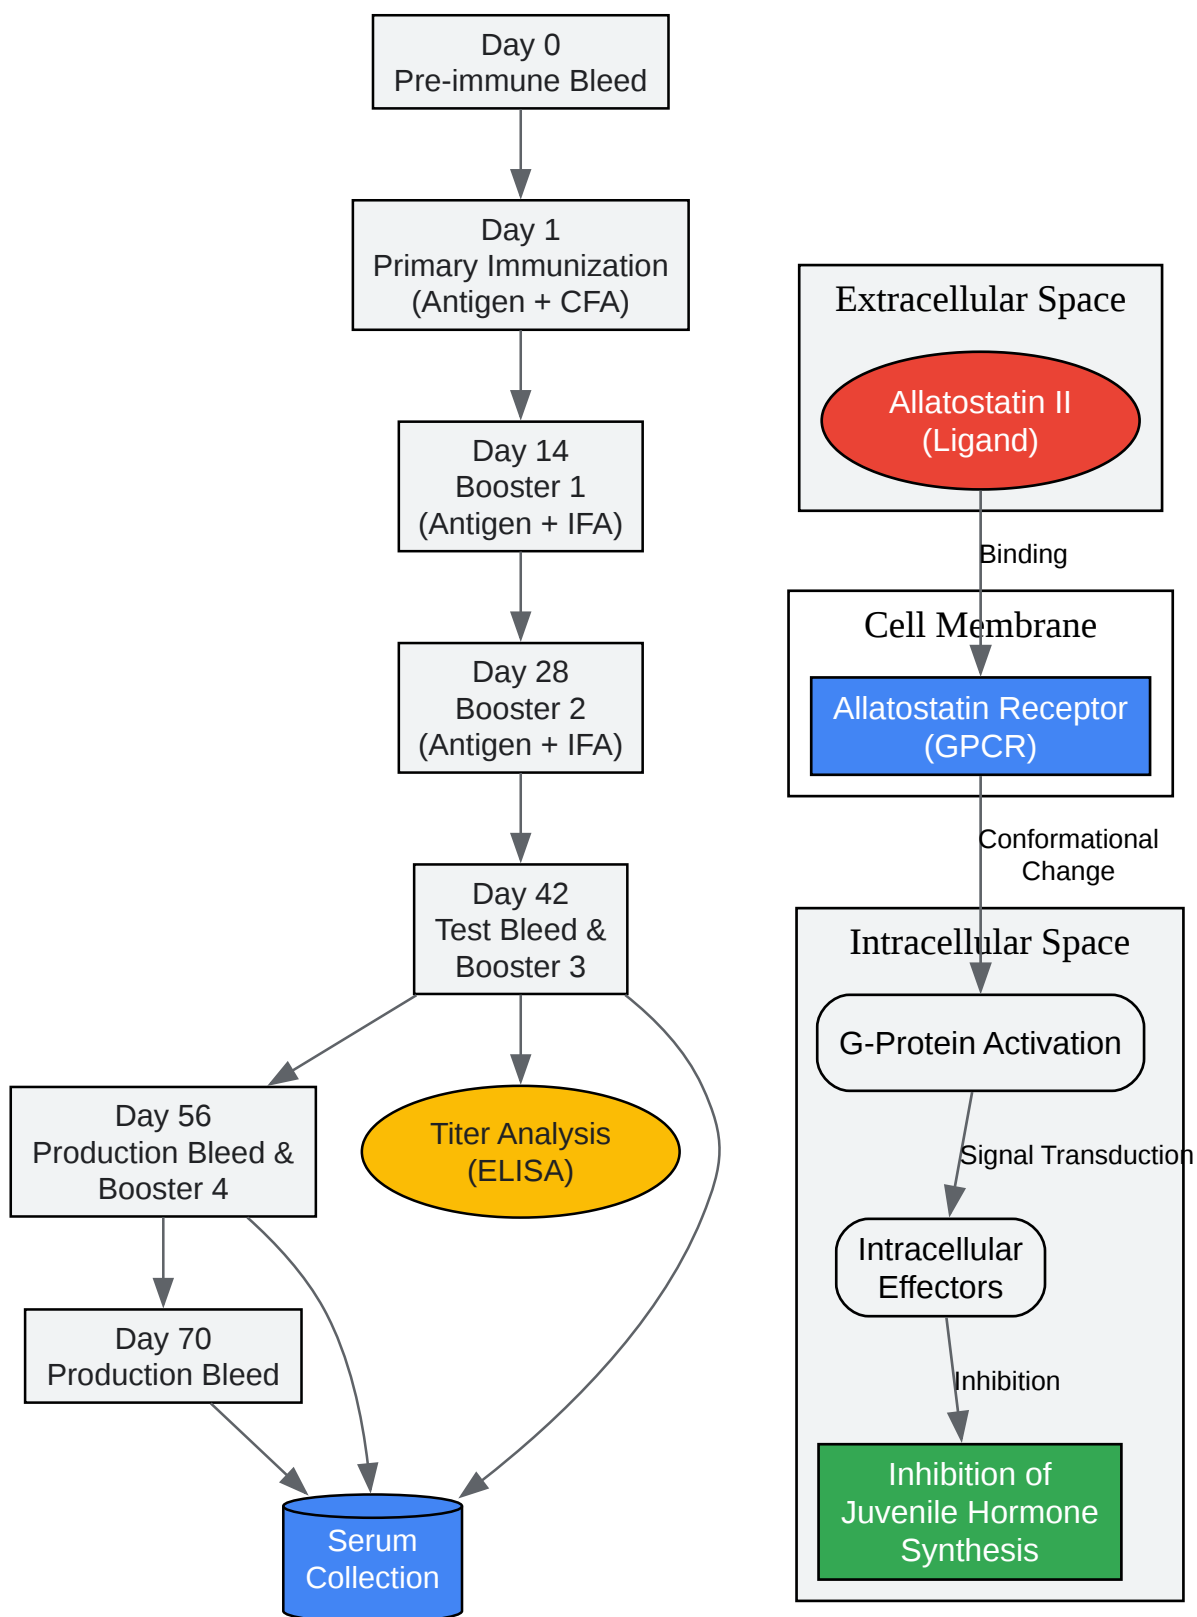 Day 0
Pre-immune Bleed
Day 1
Primary Immunization
(Antigen + CFA)
Day 14
Booster 1
(Antigen + IFA)
Day 28
Booster 2
(Antigen + IFA)
Day 42
Test Bleed &
Booster 3
Day 56
Production Bleed &
Booster 4
Titer Analysis
(ELISA)
Day 70
Production Bleed
Serum
Collection
Extracellular Space
Allatostatin II
(Ligand)
Binding
Cell Membrane
Allatostatin Receptor
(GPCR)
Conformational
Change
Intracellular Space
G-Protein Activation
Signal Transduction
Intracellular
Effectors
Inhibition
Inhibition of
Juvenile Hormone
Synthesis